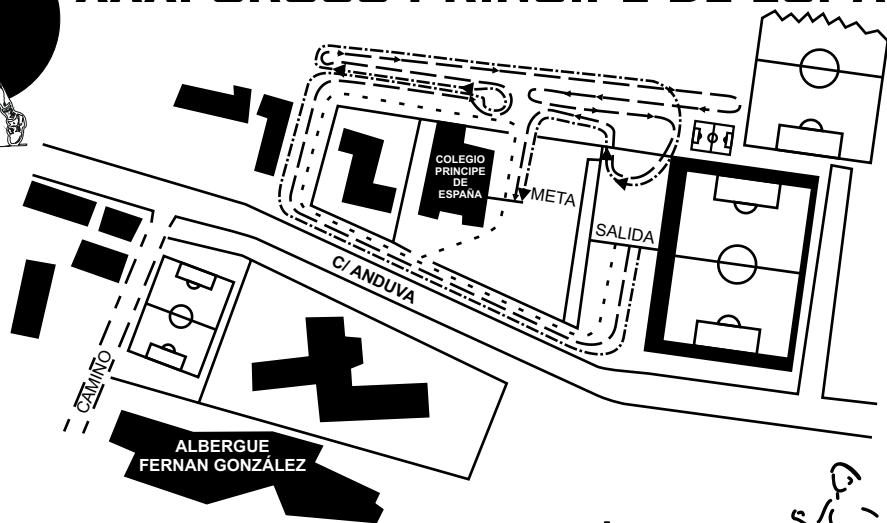 COLEGIO
PRINCIPE
DE
ESPAÑA
META
SALIDA
C/ ANDUVA
CAMINO
ALBERGUE
FERNAN GONZÁLEZ